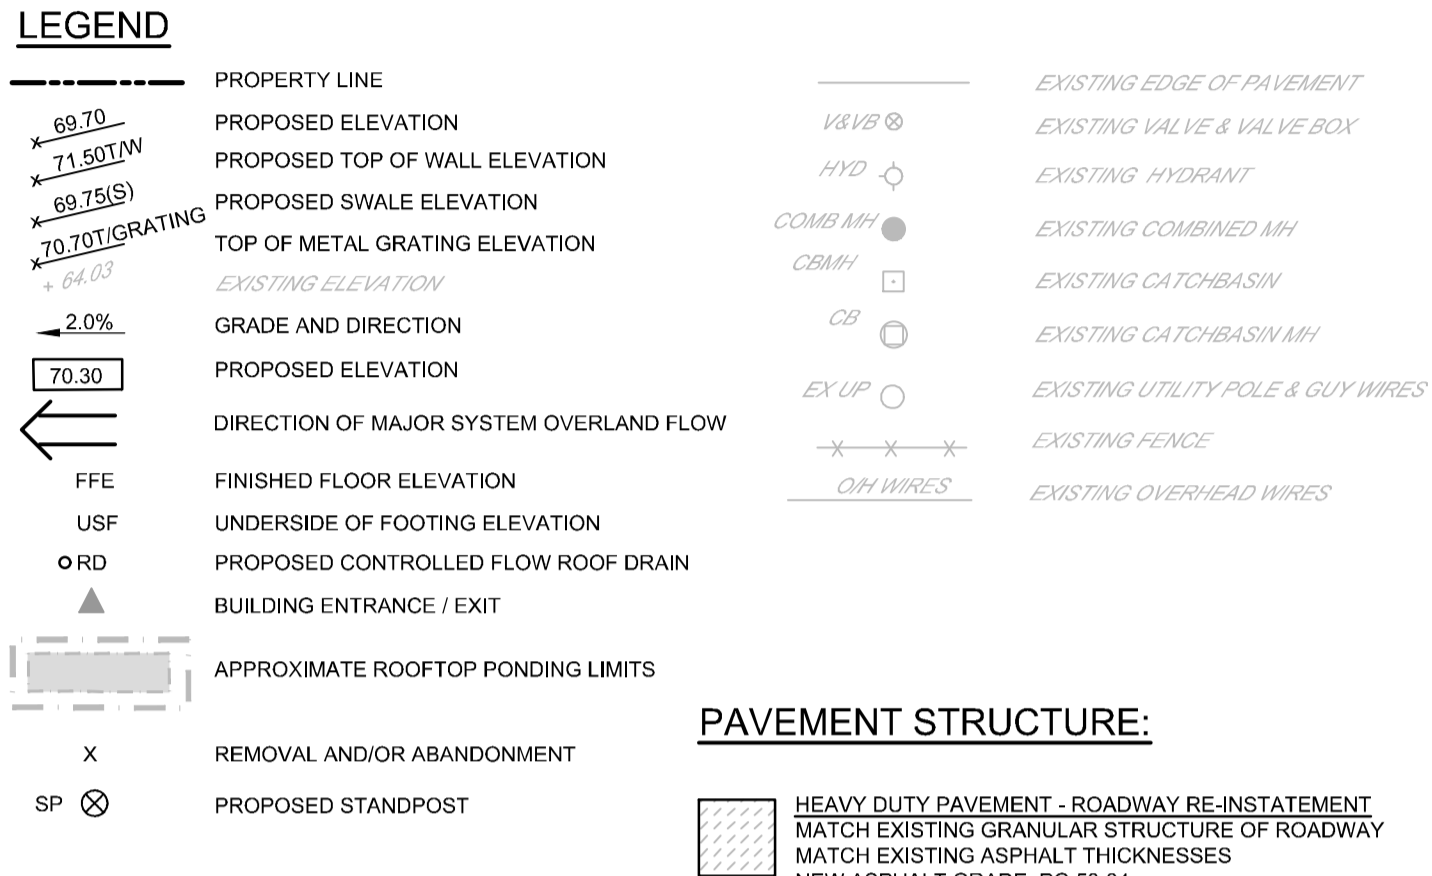 LEGEND
PROPERTY LINE
69.70 PROPOSED ELEVATION
71.50T/W PROPOSED TOP OF WALL ELEVATION
69.75(S) PROPOSED SWALE ELEVATION
70.70T/GRATING TOP OF METAL GRATING ELEVATION
+ 64.03 EXISTING ELEVATION
2.0% GRADE AND DIRECTION
70.30 PROPOSED ELEVATION
DIRECTION OF MAJOR SYSTEM OVERLAND FLOW
FFE FINISHED FLOOR ELEVATION
USF UNDERSIDE OF FOOTING ELEVATION
RD PROPOSED CONTROLLED FLOW ROOF DRAIN
BUILDING ENTRANCE / EXIT
APPROXIMATE ROOFTOP PONDING LIMITS
X REMOVAL AND/OR ABANDONMENT
SP PROPOSED STANDPOST
EXISTING EDGE OF PAVEMENT
V&VB EXISTING VALVE & VALVE BOX
HYD EXISTING HYDRANT
COMB MH EXISTING COMBINED MH
CBMH EXISTING CATCHBASIN
CB EXISTING CATCHBASIN MH
EX UP EXISTING UTILITY POLE & GUY WIRES
EXISTING FENCE
O/H WIRES EXISTING OVERHEAD WIRES
PAVEMENT STRUCTURE:
HEAVY DUTY PAVEMENT - ROADWAY RE-INSTATEMENT
MATCH EXISTING GRANULAR STRUCTURE OF ROADWAY
MATCH EXISTING ASPHALT THICKNESSES
NEW ASPHALT GRADE